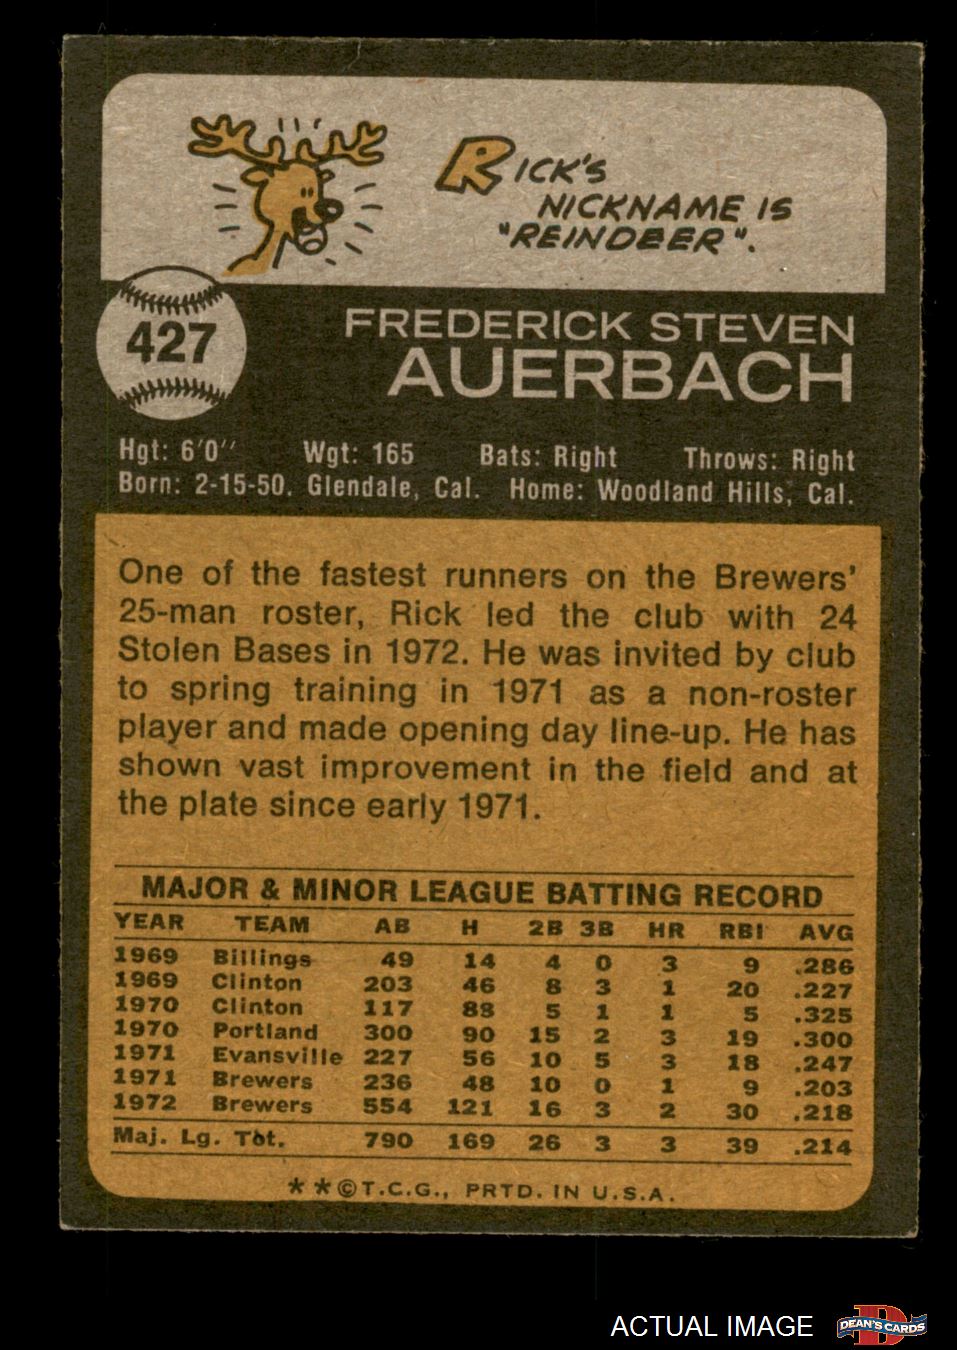 RICK'S
NICKNAME IS
"REINDEER".
427
FREDERICK STEVEN
AUERBACH
Hgt: 6'0" Wgt: 165 Bats: Right Throws: Right
Born: 2-15-50. Glendale, Cal. Home: Woodland Hills, Cal.
One of the fastest runners on the Brewers'
25-man roster, Rick led the club with 24
Stolen Bases in 1972. He was invited by club
to spring training in 1971 as a non-roster
player and made opening day line-up. He has
shown vast improvement in the field and at
the plate since early 1971.
MAJOR & MINOR LEAGUE BATTING RECORD
YEAR TEAM AB H 2B 3B HR RBI AVG
1969 Billings 49 14 4 0 3 9 .286
1969 Clinton 203 46 8 3 1 20 .227
1970 Clinton 117 38 5 1 1 5 .325
1970 Portland 300 90 15 2 3 19 .300
1971 Evansville 227 56 10 5 3 18 .247
1971 Brewers 236 48 10 0 1 9 .203
1972 Brewers 554 121 16 3 2 30 .218
Maj. Lg. Tot. 790 169 26 3 3 39 .214
**©T.C.G., PRTD. IN U.S.A.
ACTUAL IMAGE
D
DEAN'S CARDS